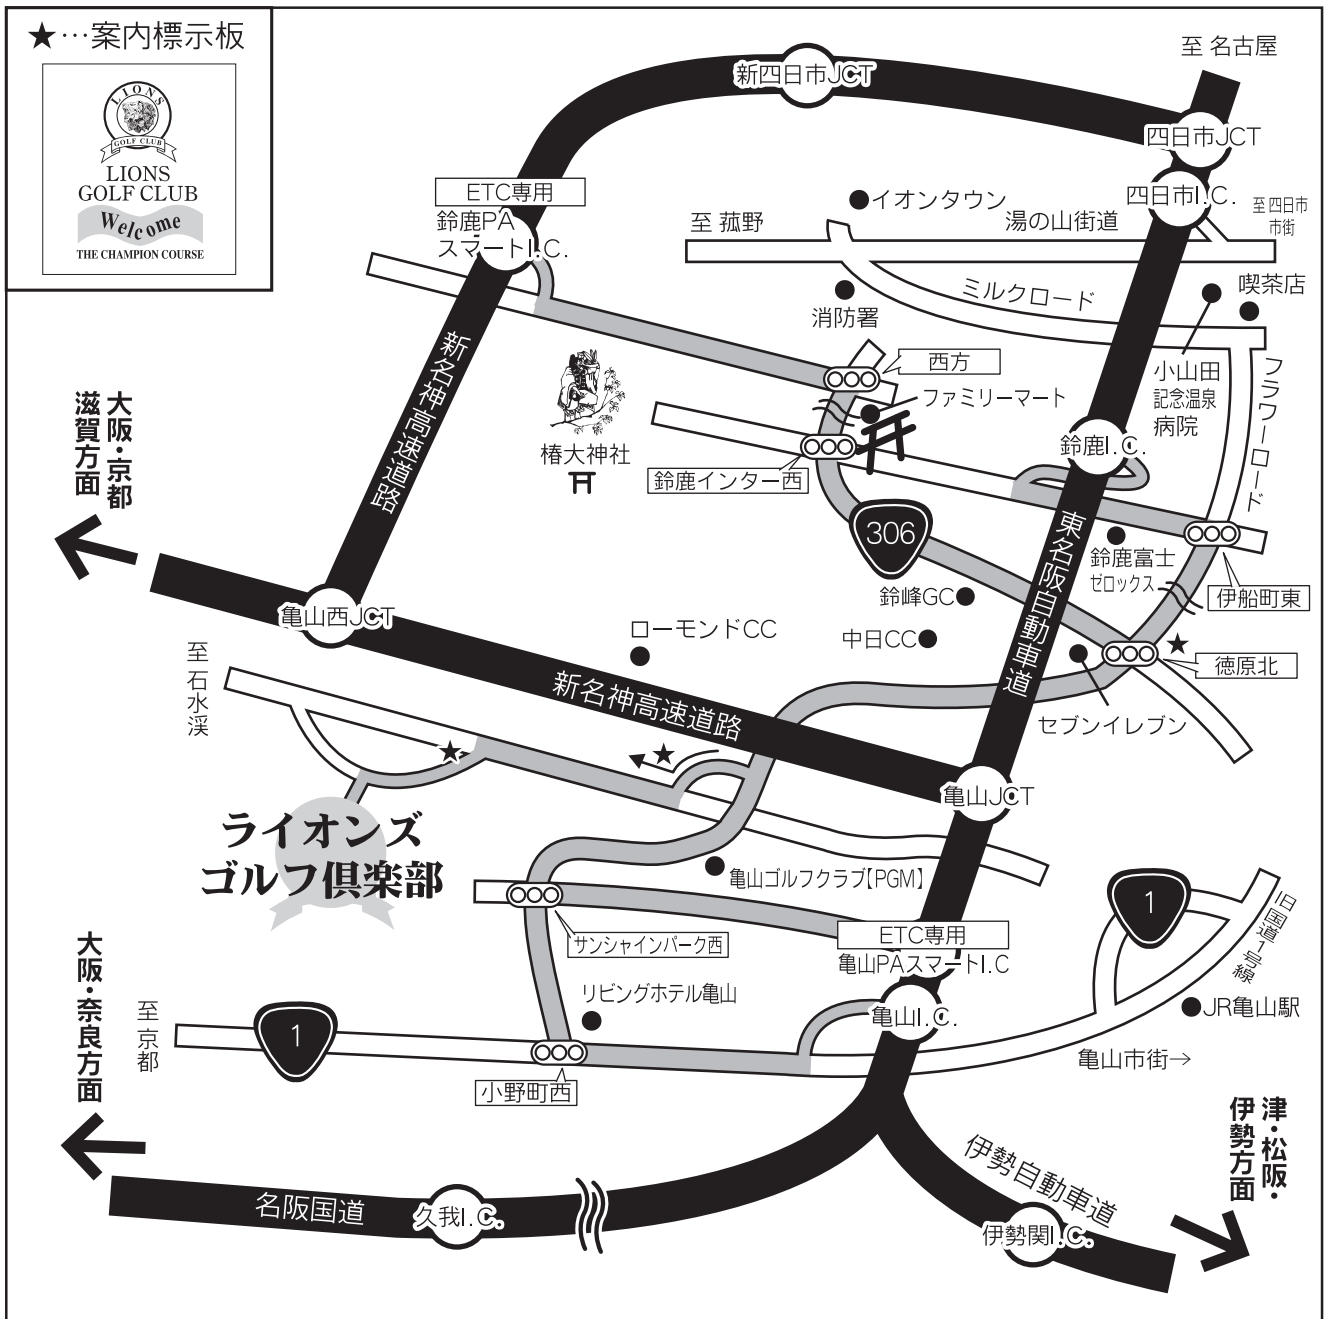 ★…案内標示板
LIONS
GOLF CLUB
LIONS
GOLF CLUB
Welcome
THE CHAMPION COURSE
至 名古屋
新四日市JCT
四日市JCT
四日市I.C.
至 四日市
市街
ETC専用
鈴鹿PA
スマートI.C.
イオンタウン
至 菰野
湯の山街道
ミルクロード
喫茶店
消防署
小山田
記念温泉
病院
フラワーロード
西方
ファミリーマート
新名神高速道路
椿大神社
鈴鹿インター西
鈴鹿I.C.
大阪・京都
滋賀方面
306
東名阪自動車道
鈴鹿富士
ゼロックス
伊船町東
鈴峰GC
中日CC
徳原北
セブンイレブン
亀山西JCT
ローモンドCC
至 石水渓
新名神高速道路
★
★
★
亀山JCT
ライオンズ
ゴルフ倶楽部
亀山ゴルフクラブ【PGM】
1
旧国道1号線
サンシャインパーク西
ETC専用
亀山PAスマートI.C
大阪・奈良方面
リビングホテル亀山
亀山I.C.
JR亀山駅
至 京都
1
亀山市街→
小野町西
津・松阪・
伊勢方面
伊勢自動車道
名阪国道
久我I.C.
伊勢関I.C.